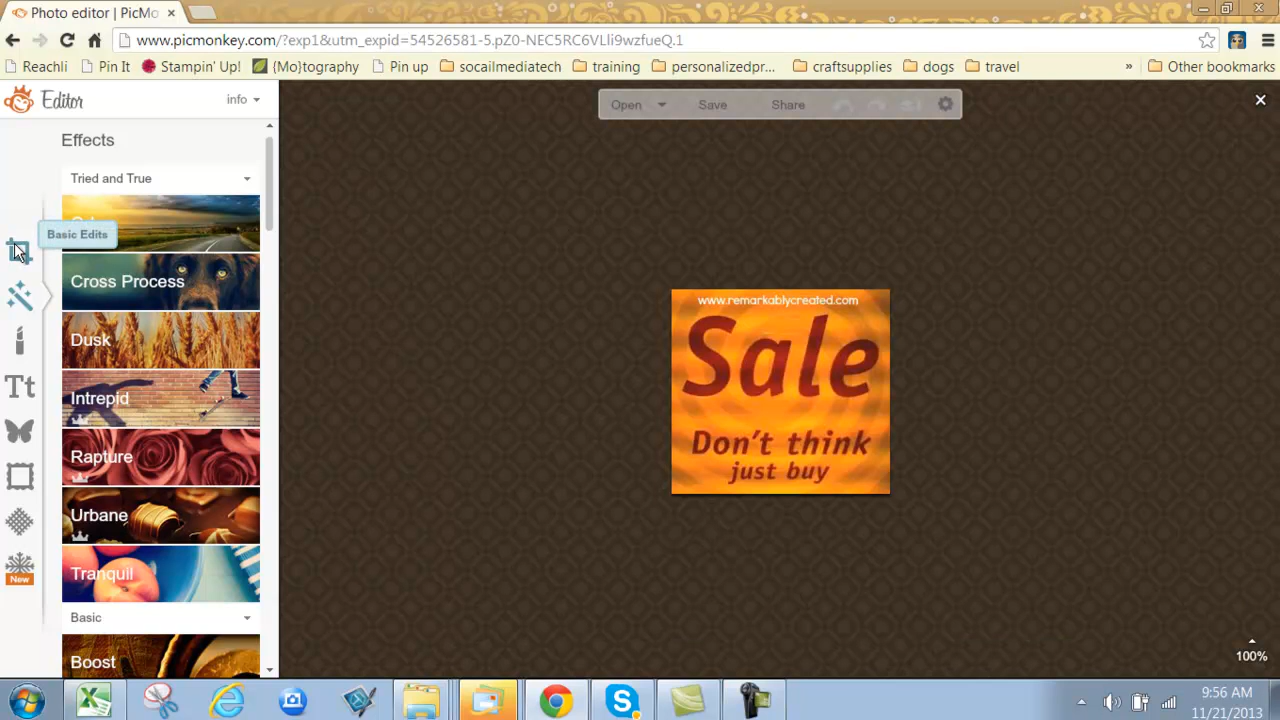 Photo editor | PicMo
www.picmonkey.com/?exp1&utm_expid=54526581-5.pZ0-NEC5RC6VLli9wzfueQ.1
Reachli Pin It Stampin' Up! (Mo}tography Pin up socailmediatech training personalizedpr... craftsupplies dogs travel » Other bookmarks
Editor info
Open Save Share
Effects
Tried and True
Basic Edits
Cross Process
Dusk
Intrepid
Rapture
Urbane
Tranquil
Basic
Boost
Tt
New
www.remarkablycreated.com
Sale
Don't think
just buy
100%
9:56 AM
11/21/2013